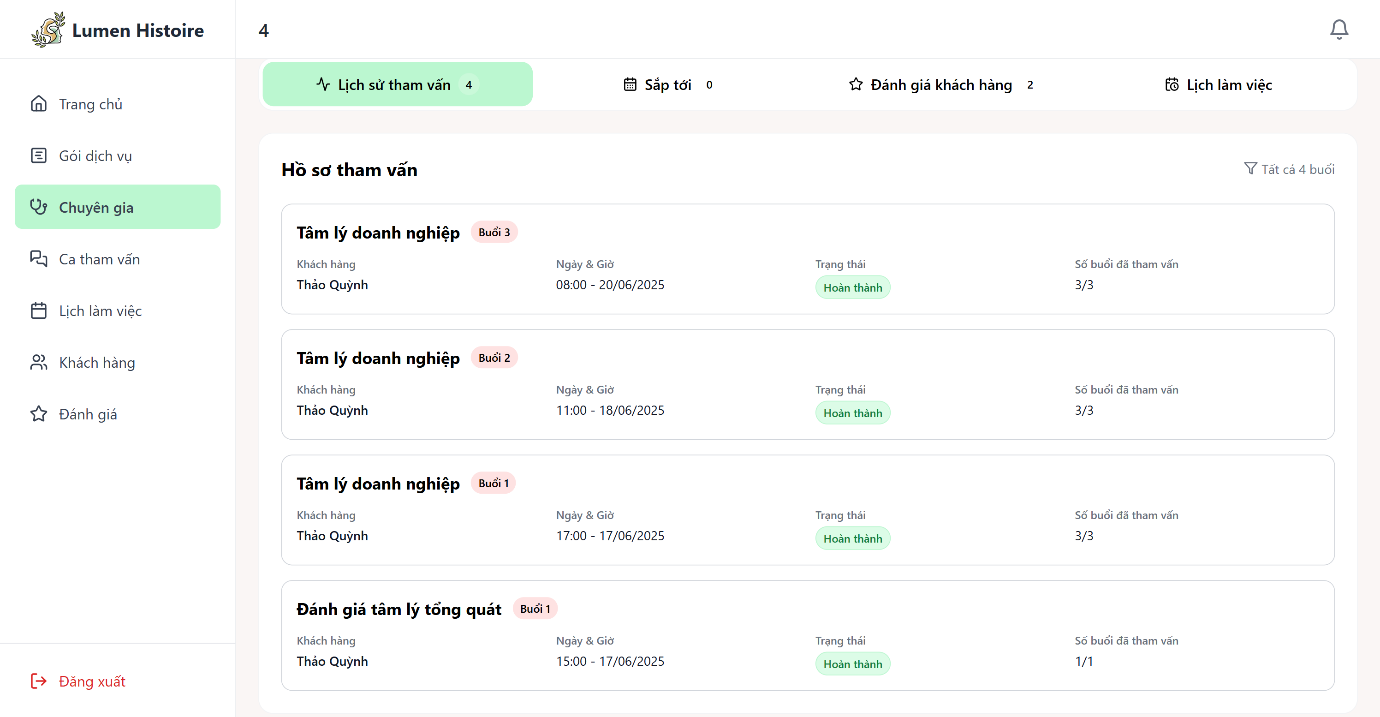 Lumen Histoire
4
Trang chủ
Gói dịch vụ
Chuyên gia
Ca tham vấn
Lịch làm việc
Khách hàng
Đánh giá
Đăng xuất
Lịch sử tham vấn 4
Sắp tới 0
Đánh giá khách hàng 2
Lịch làm việc
Hồ sơ tham vấn
Tất cả 4 buổi
Tâm lý doanh nghiệp Buổi 3
Khách hàng Ngày & Giờ Trạng thái Số buổi đã tham vấn
Thảo Quỳnh 08:00 - 20/06/2025 Hoàn thành 3/3
Tâm lý doanh nghiệp Buổi 2
Khách hàng Ngày & Giờ Trạng thái Số buổi đã tham vấn
Thảo Quỳnh 11:00 - 18/06/2025 Hoàn thành 3/3
Tâm lý doanh nghiệp Buổi 1
Khách hàng Ngày & Giờ Trạng thái Số buổi đã tham vấn
Thảo Quỳnh 17:00 - 17/06/2025 Hoàn thành 3/3
Đánh giá tâm lý tổng quát Buổi 1
Khách hàng Ngày & Giờ Trạng thái Số buổi đã tham vấn
Thảo Quỳnh 15:00 - 17/06/2025 Hoàn thành 1/1